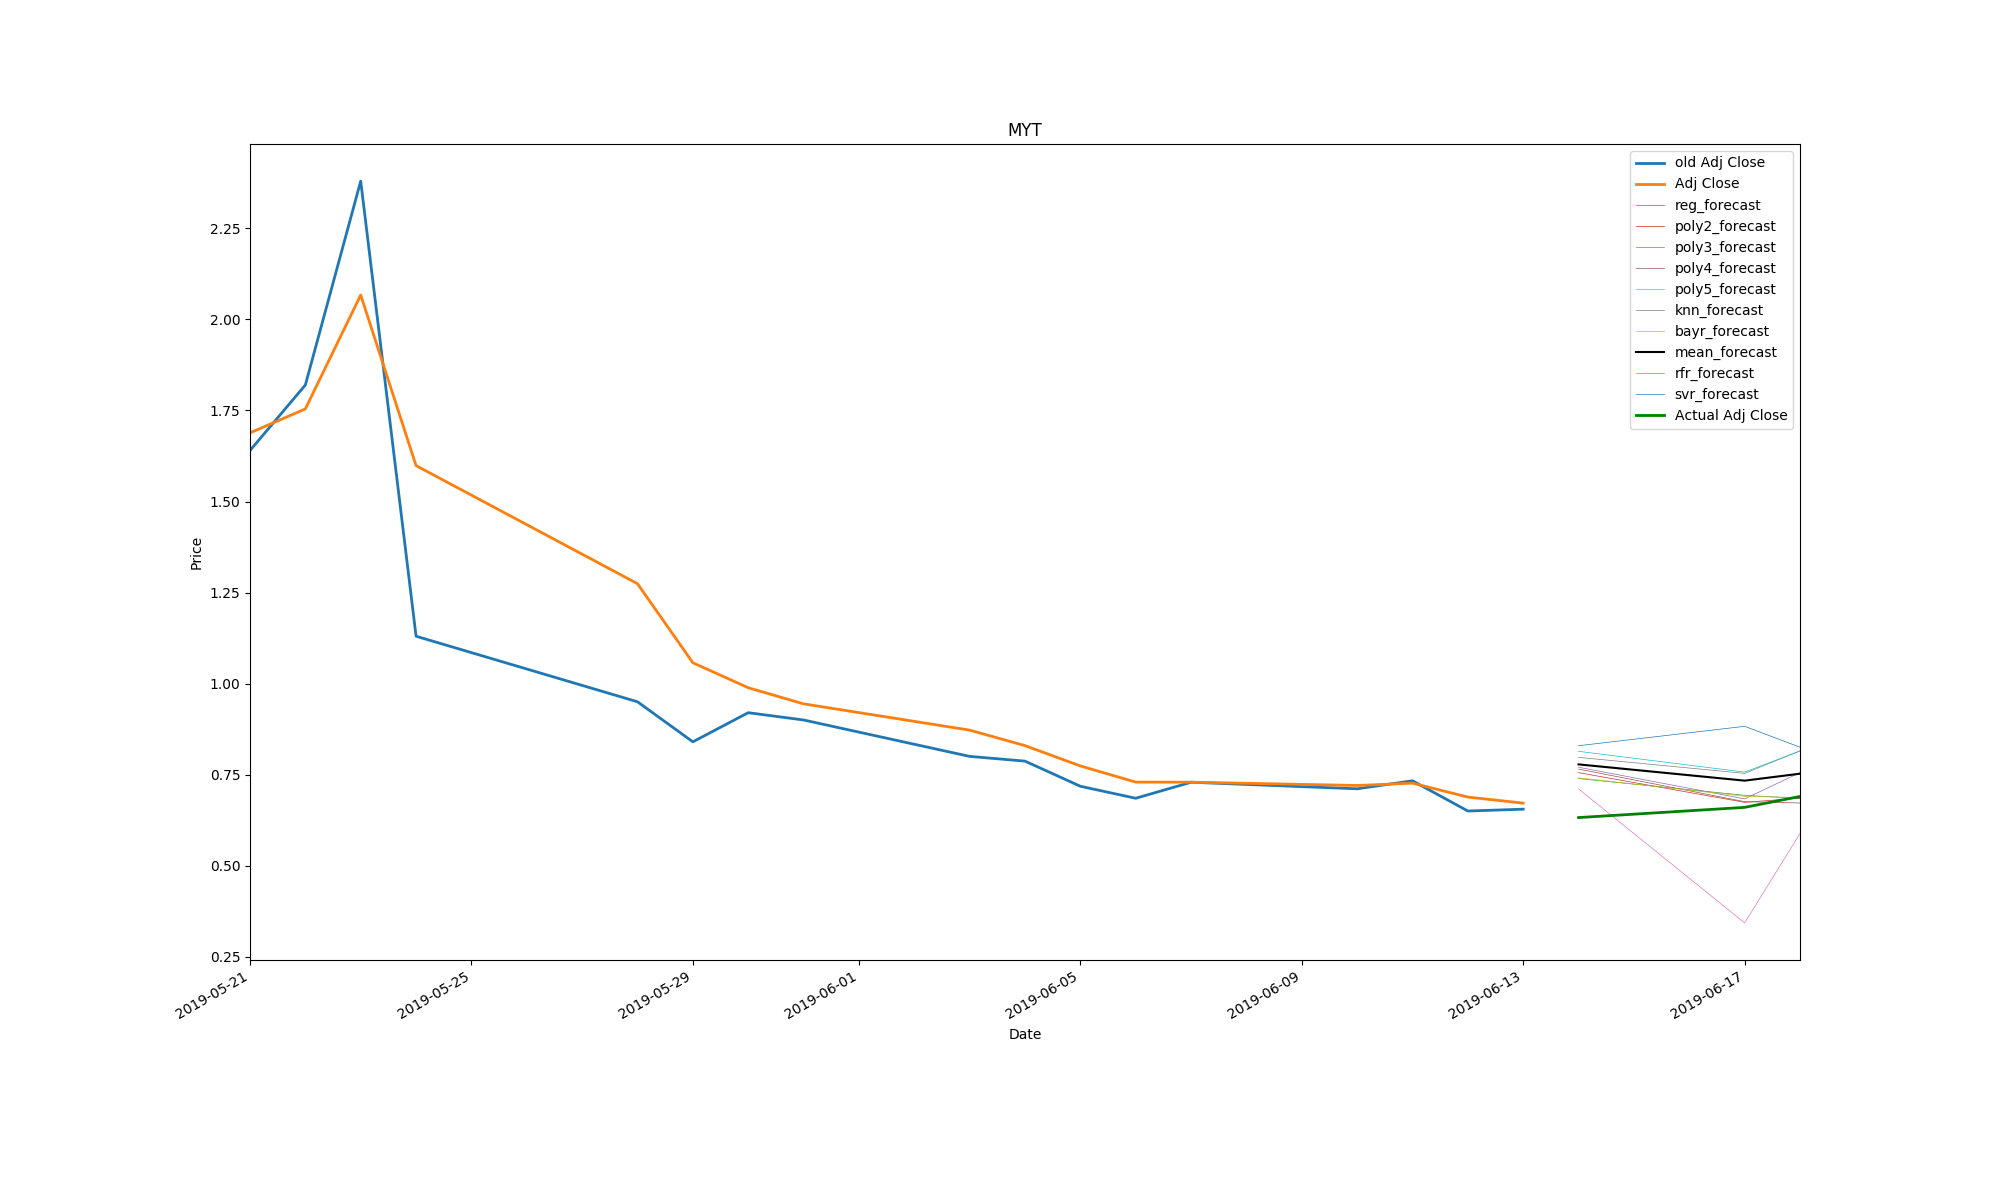 MYT
old Adj Close
Adj Close
reg_forecast
poly2_forecast
poly3_forecast
poly4_forecast
poly5_forecast
knn_forecast
bayr_forecast
mean_forecast
rfr_forecast
svr_forecast
Actual Adj Close
2.25
2.00
1.75
1.50
1.25
1.00
0.75
0.50
0.25
Price
2019-05-21
2019-05-25
2019-05-29
2019-06-01
2019-06-05
2019-06-09
2019-06-13
2019-06-17
Date